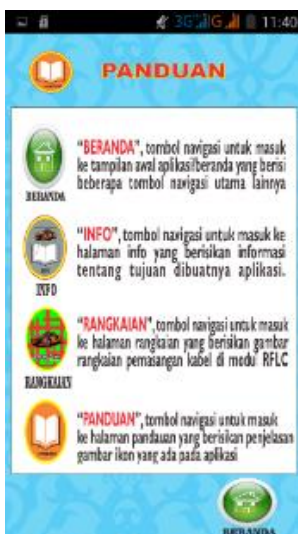 3G G 11:40
PANDUAN
"BERANDA", tombol navigasi untuk masuk
ke tampilan awal aplikasi/beranda yang berisi
beberapa tombol navigasi utama lainnya
BERANDA
"INFO", tombol navigasi untuk masuk ke
halaman info yang berisikan informasi
tentang tujuan dibuatnya aplikasi.
INFO
"RANGKAIAN", tombol navigasi untuk masuk
ke halaman rangkaian yang berisikan gambar
rangkaian pemasangan kabel di modul RFLC
RANGKAIAN
"PANDUAN", tombol navigasi untuk masuk
ke halaman pandauan yang berisikan penjelasan
gambar ikon yang ada pada aplikasi
BERANDA